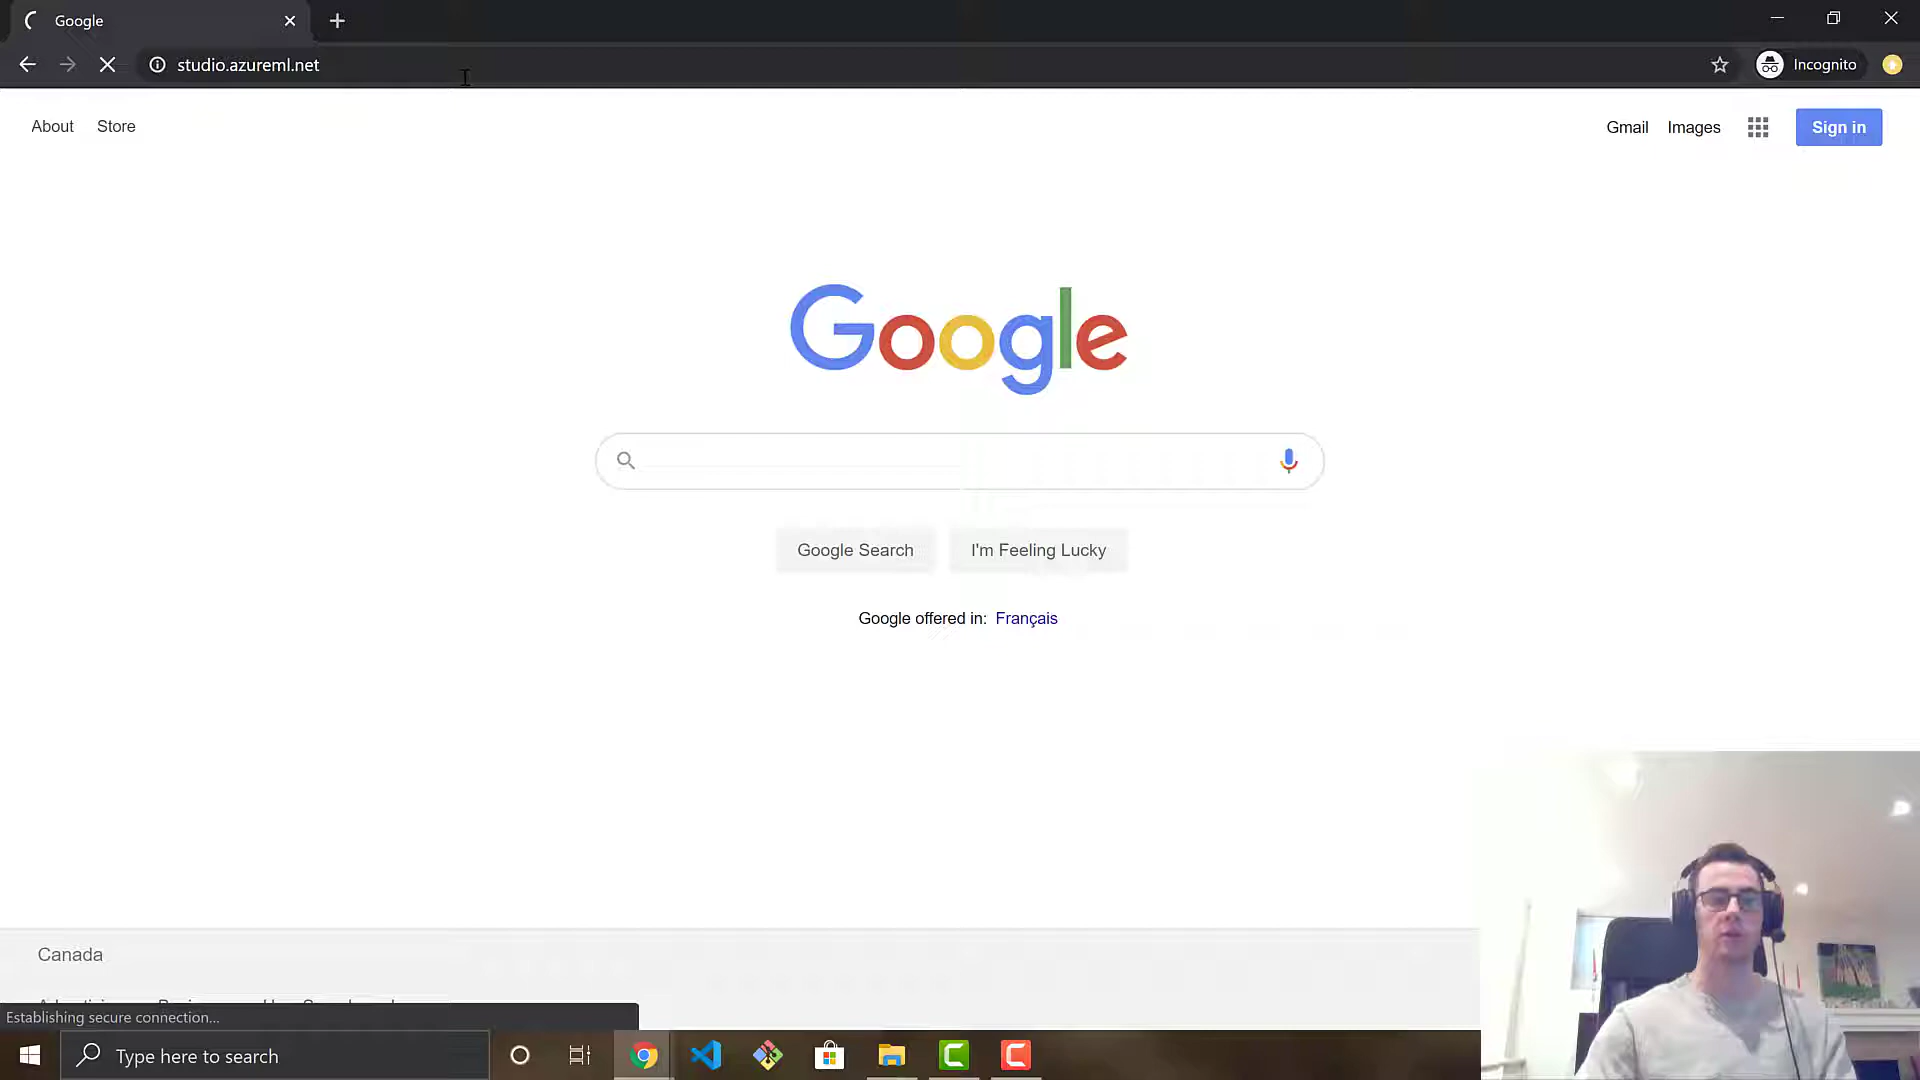 Google
studio.azureml.net
Incognito
About Store
Gmail Images Sign in
Google
Google Search I'm Feeling Lucky
Google offered in: Français
Canada
Establishing secure connection...
Type here to search